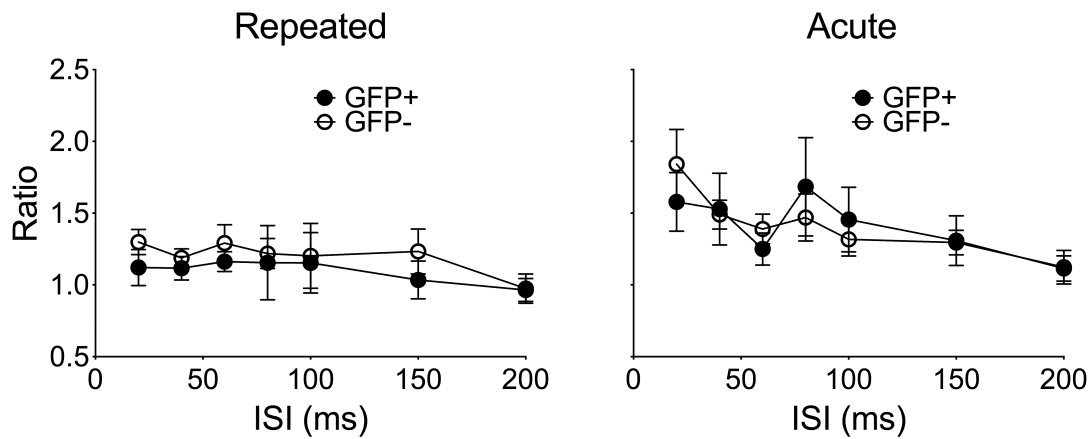 Repeated
Ratio
2.5
2.0
1.5
1.0
0.5
GFP+
GFP-
0 50 100 150 200
ISI (ms)
Acute
GFP+
GFP-
0 50 100 150 200
ISI (ms)